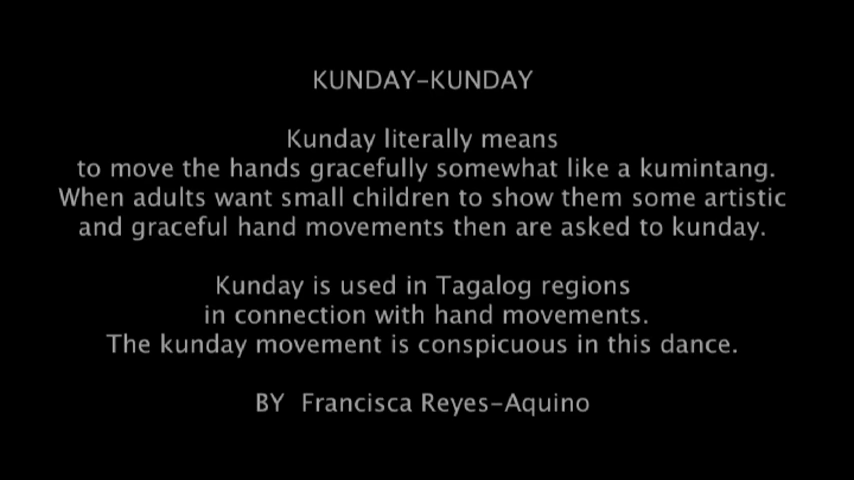 KUNDAY-KUNDAY
Kunday literally means
to move the hands gracefully somewhat like a kumintang.
When adults want small children to show them some artistic
and graceful hand movements then are asked to kunday.
Kunday is used in Tagalog regions
in connection with hand movements.
The kunday movement is conspicuous in this dance.
BY Francisca Reyes-Aquino